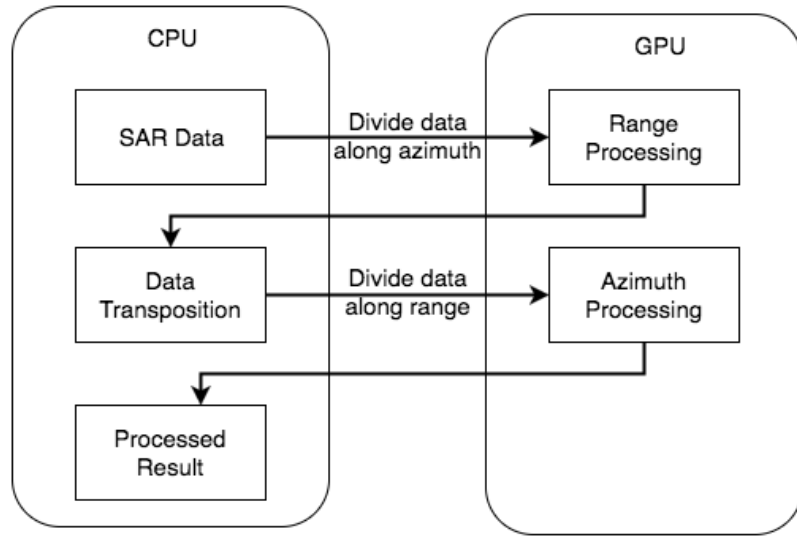 CPU
GPU
SAR Data
Divide data
along azimuth
Range
Processing
Data
Transposition
Divide data
along range
Azimuth
Processing
Processed
Result